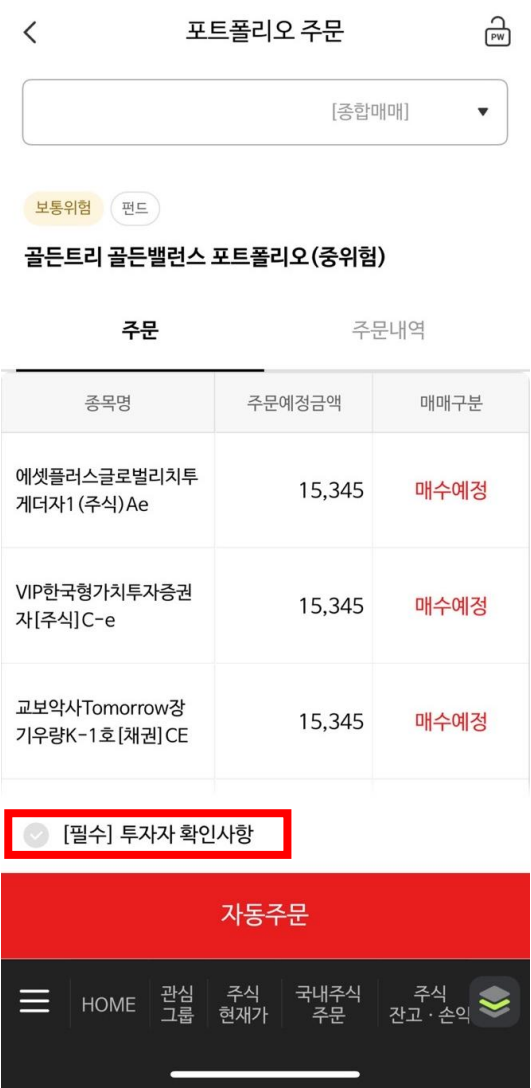 포트폴리오 주문
PW
[종합매매]
보통위험
펀드
골든트리 골든밸런스 포트폴리오(중위험)
주문
주문내역
종목명
주문예정금액
매매구분
에셋플러스글로벌리치투
게더자1(주식)Ae
15,345
매수예정
VIP한국형가치투자증권
자[주식]C-e
15,345
매수예정
교보악사Tomorrow장
기우량K-1호[채권]CE
15,345
매수예정
[필수] 투자자 확인사항
자동주문
HOME
관심
그룹
주식
현재가
국내주식
주문
주식
잔고·손익